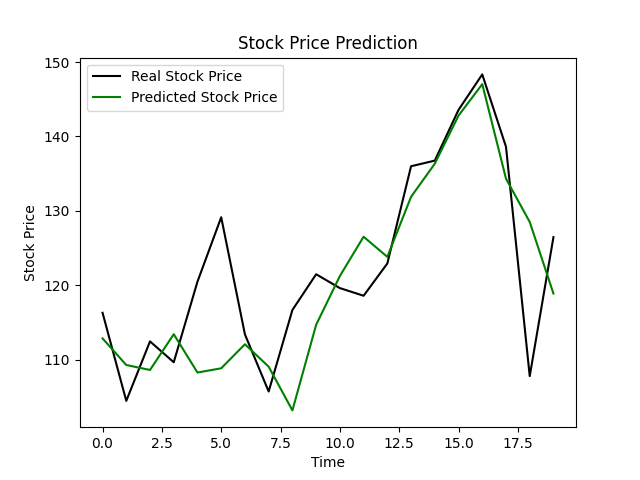 Stock Price Prediction
Real Stock Price
Predicted Stock Price
Stock Price
150
140
130
120
110
0.0 2.5 5.0 7.5 10.0 12.5 15.0 17.5
Time